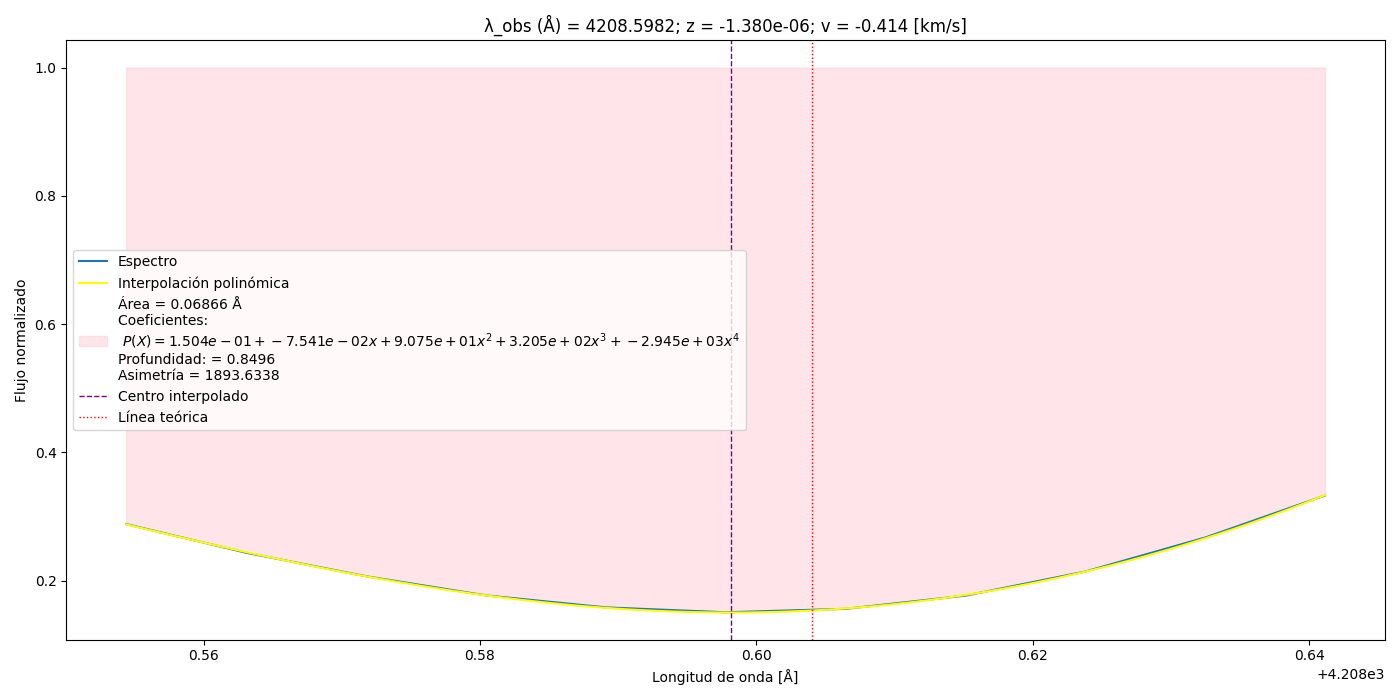 λ_obs (Å) = 4208.5982; z = -1.380e-06; v = -0.414 [km/s]
1.0
0.8
0.6
0.4
0.2
Flujo normalizado
Espectro
Interpolación polinómica
Área = 0.06866 Å
Coeficientes:
P(X) = 1.504e − 01 + −7.541e − 02x + 9.075e + 01x² + 3.205e + 02x³ + −2.945e + 03x⁴
Profundidad: = 0.8496
Asimetría = 1893.6338
Centro interpolado
Línea teórica
0.56 0.58 0.60 0.62 0.64
+4.208e3
Longitud de onda [Å]